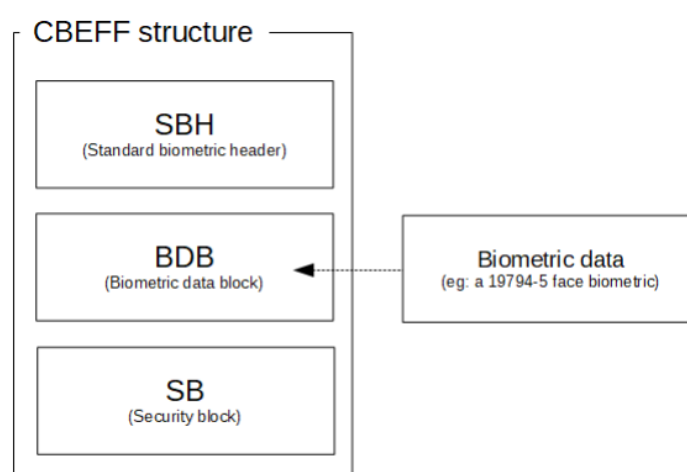 CBEFF structure
SBH
(Standard biometric header)
BDB
(Biometric data block)
Biometric data
(eg: a 19794-5 face biometric)
SB
(Security block)